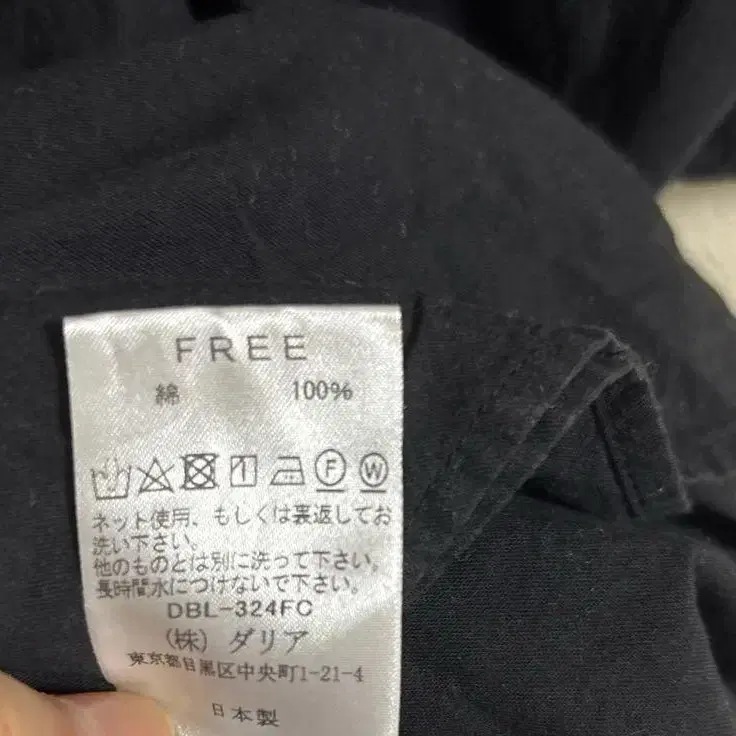 FREE
綿 100%
F W
ネット使用、もしくは裏返してお
洗い下さい。
他のものとは別に洗って下さい。
長時間水につけないで下さい。
DBL-324FC
(株) ダリア
東京都目黒区中央町1-21-4
日本製